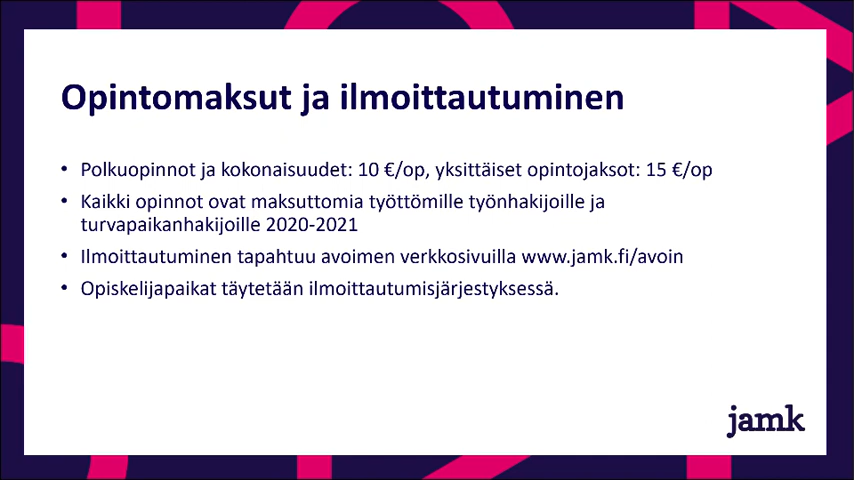 Opintomaksut ja ilmoittautuminen
• Polkuopinnot ja kokonaisuudet: 10 €/op, yksittäiset opintojaksot: 15 €/op
• Kaikki opinnot ovat maksuttomia työttömille työnhakijoille ja
turvapaikanhakijoille 2020-2021
• Ilmoittautuminen tapahtuu avoimen verkkosivuilla www.jamk.fi/avoin
• Opiskelijapaikat täytetään ilmoittautumisjärjestyksessä.
jamk